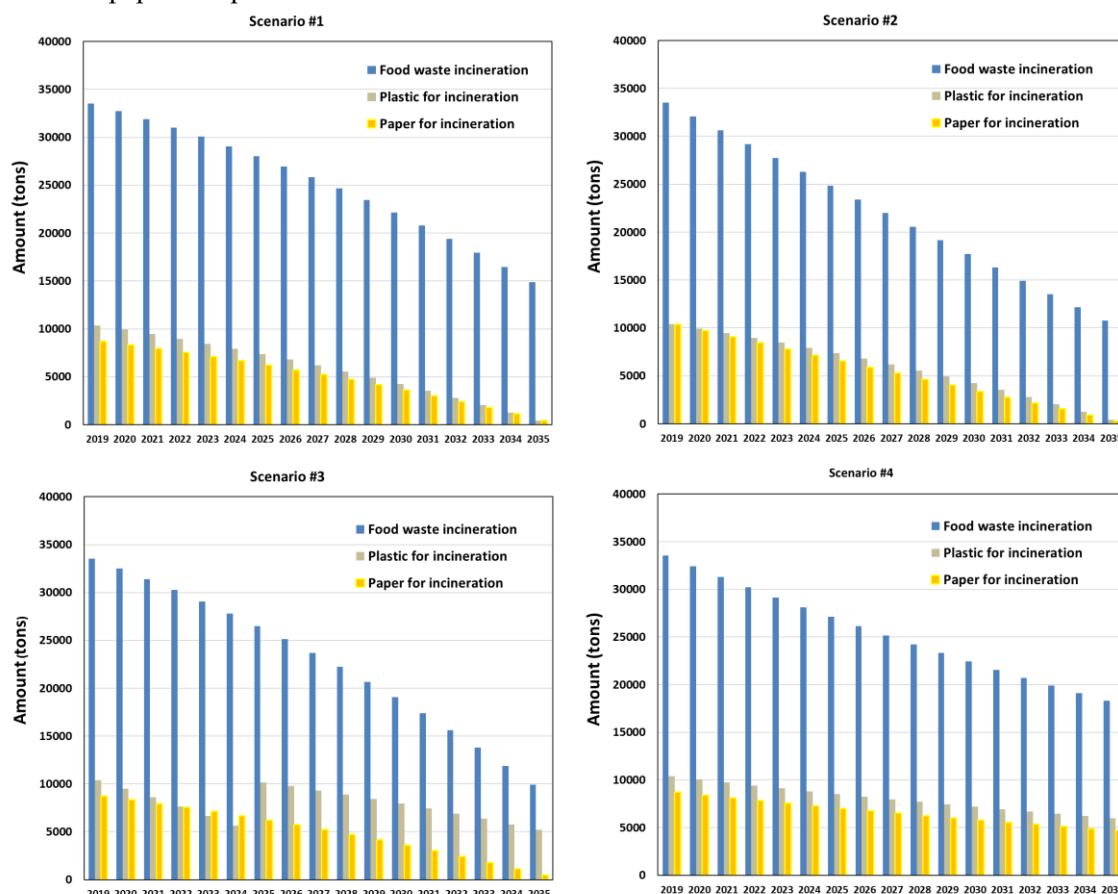 Scenario #1
40000
35000
30000
25000
20000
15000
10000
5000
0
Amount (tons)
Food waste incineration
Plastic for incineration
Paper for incineration
2019 2020 2021 2022 2023 2024 2025 2026 2027 2028 2029 2030 2031 2032 2033 2034 2035
Scenario #2
40000
35000
30000
25000
20000
15000
10000
5000
0
Amount (tons)
Food waste incineration
Plastic for incineration
Paper for incineration
2019 2020 2021 2022 2023 2024 2025 2026 2027 2028 2029 2030 2031 2032 2033 2034
Scenario #3
40000
35000
30000
25000
20000
15000
10000
5000
0
Amount (tons)
Food waste incineration
Plastic for incineration
Paper for incineration
2019 2020 2021 2022 2023 2024 2025 2026 2027 2028 2029 2030 2031 2032 2033 2034 2035
Scenario #4
40000
35000
30000
25000
20000
15000
10000
5000
0
Amount (tons)
Food waste incineration
Plastic for incineration
Paper for incineration
2019 2020 2021 2022 2023 2024 2025 2026 2027 2028 2029 2030 2031 2032 2033 2034